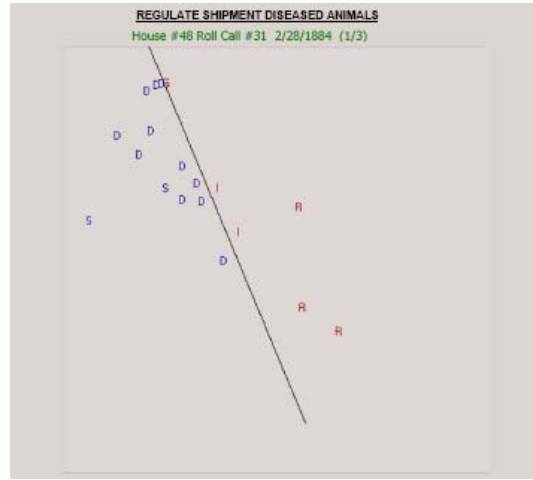 REGULATE SHIPMENT DISEASED ANIMALS
House #48 Roll Call #31 2/28/1884 (1/3)
D D D G
D D
D
D
S D I
D D R
S
I
D
R
R